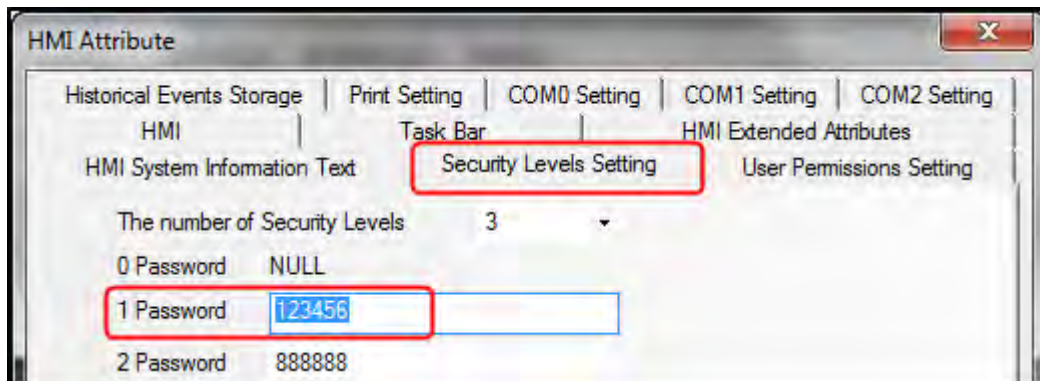 HMI Attribute
Historical Events Storage Print Setting COM0 Setting COM1 Setting COM2 Setting
HMI Task Bar HMI Extended Attributes
HMI System Information Text Security Levels Setting User Permissions Setting
The number of Security Levels 3
0 Password NULL
1 Password 123456
2 Password 888888